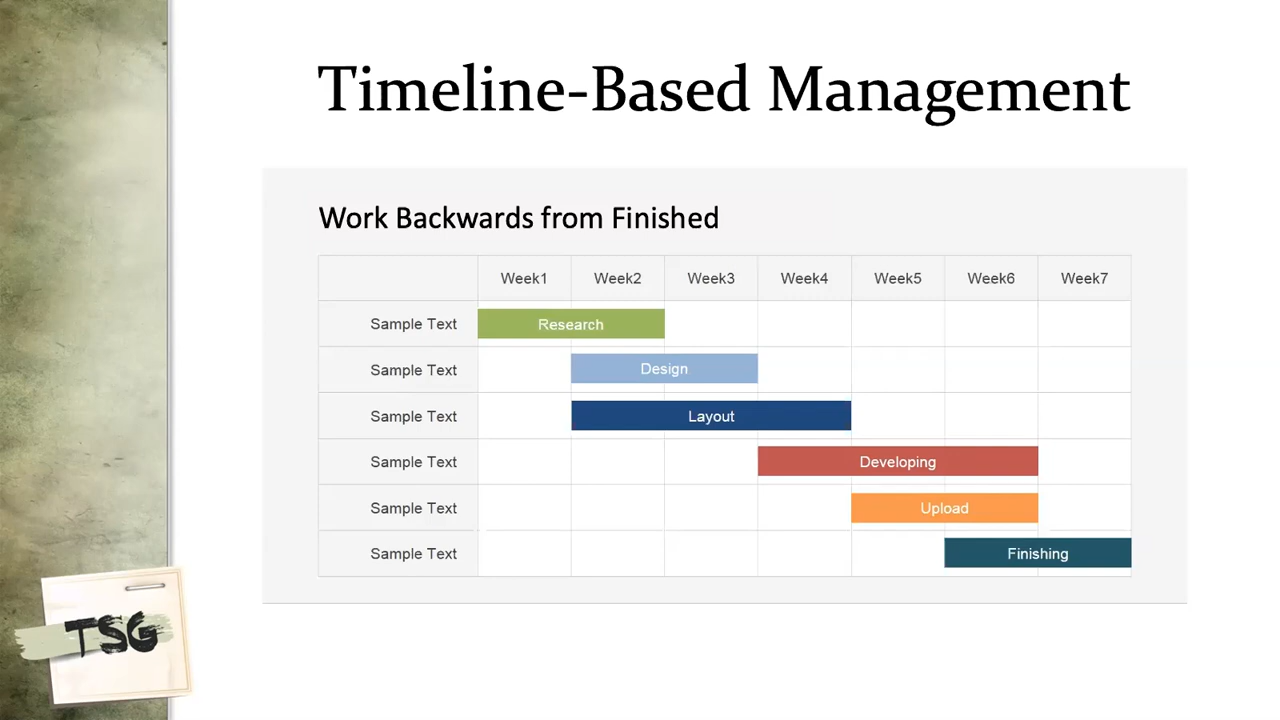 Timeline-Based Management
Work Backwards from Finished
Week1 Week2 Week3 Week4 Week5 Week6 Week7
Sample Text Research
Sample Text Design
Sample Text Layout
Sample Text Developing
Sample Text Upload
Sample Text Finishing
TSG